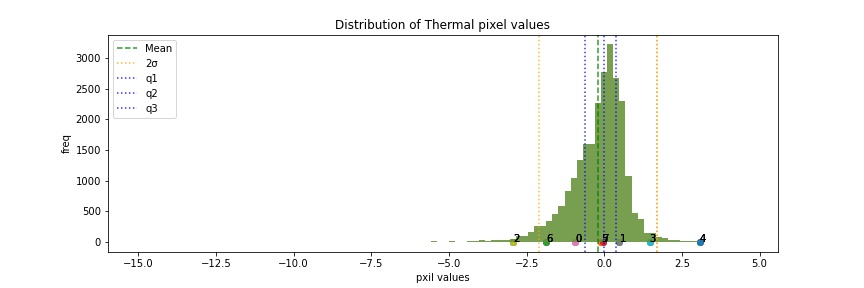 Distribution of Thermal pixel values
Mean
2σ
q1
q2
q3
freq
3000
2500
2000
1500
1000
500
0
2 6 0 1 3 4
−15.0 −12.5 −10.0 −7.5 −5.0 −2.5 0.0 2.5 5.0
pxil values